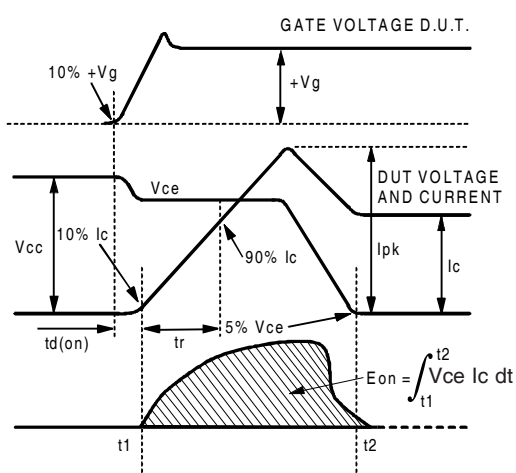 GATE VOLTAGE D.U.T.
10% +Vg
+Vg
DUT VOLTAGE
AND CURRENT
Vce
Vcc
10% Ic
90% Ic
Ipk
Ic
td(on)
tr
5% Vce
Eon = ∫ Vce Ic dt
t2
t1
t1
t2